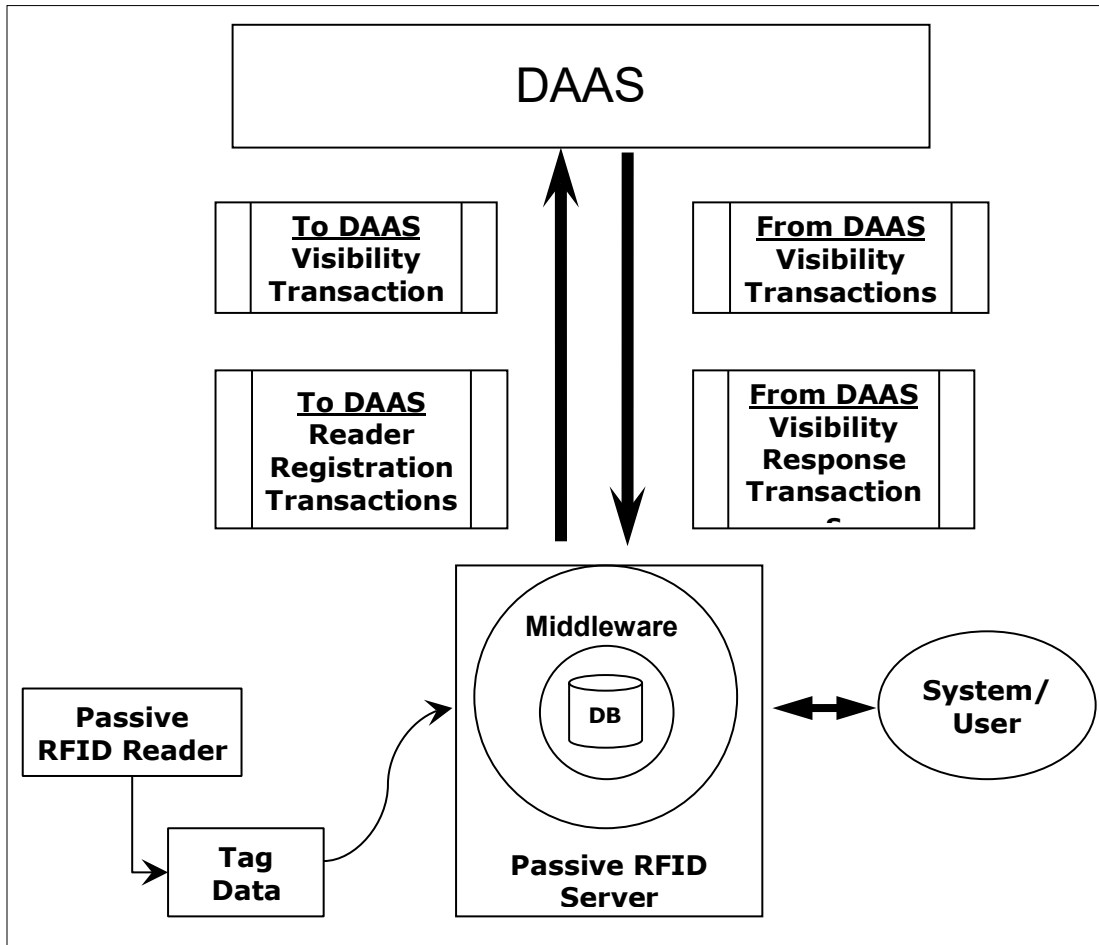 DAAS
To DAAS
Visibility
Transaction
From DAAS
Visibility
Transactions
To DAAS
Reader
Registration
Transactions
From DAAS
Visibility
Response
Transaction
s
Middleware
DB
Passive RFID
Server
System/
User
Passive
RFID Reader
Tag
Data